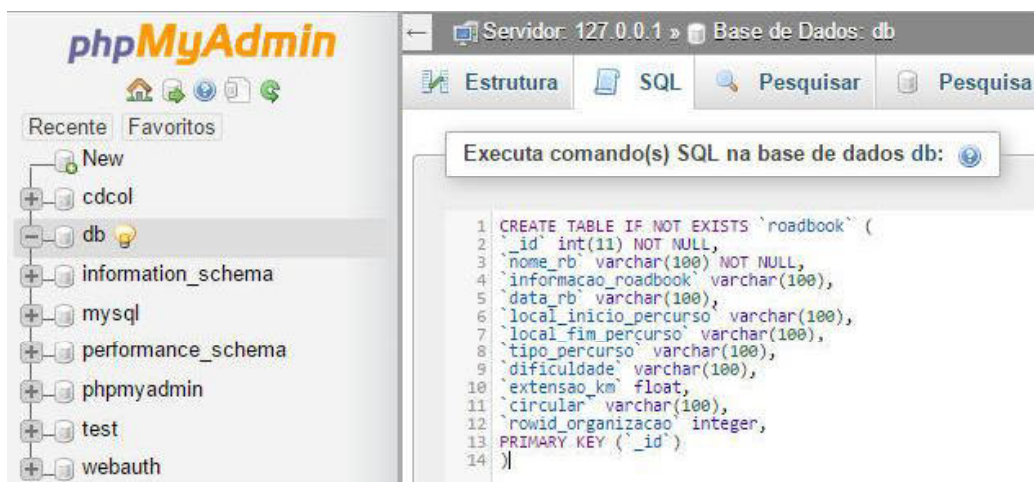 phpMyAdmin
Recente Favoritos
New
cdcol
db
information_schema
mysql
performance_schema
phpmyadmin
test
webauth
← Servidor: 127.0.0.1 » Base de Dados: db
Estrutura SQL Pesquisar Pesquisa
Executa comando(s) SQL na base de dados db:
1 CREATE TABLE IF NOT EXISTS `roadbook` (
2 `_id` int(11) NOT NULL,
3 `nome_rb` varchar(100) NOT NULL,
4 `informacao_roadbook` varchar(100),
5 `data_rb` varchar(100),
6 `local_inicio_percurso` varchar(100),
7 `local_fim_percurso` varchar(100),
8 `tipo_percurso` varchar(100),
9 `dificuldade` varchar(100),
10 `extensao_km` float,
11 `circular` varchar(100),
12 `rowid_organizacao` integer,
13 PRIMARY KEY (`_id`)
14 )